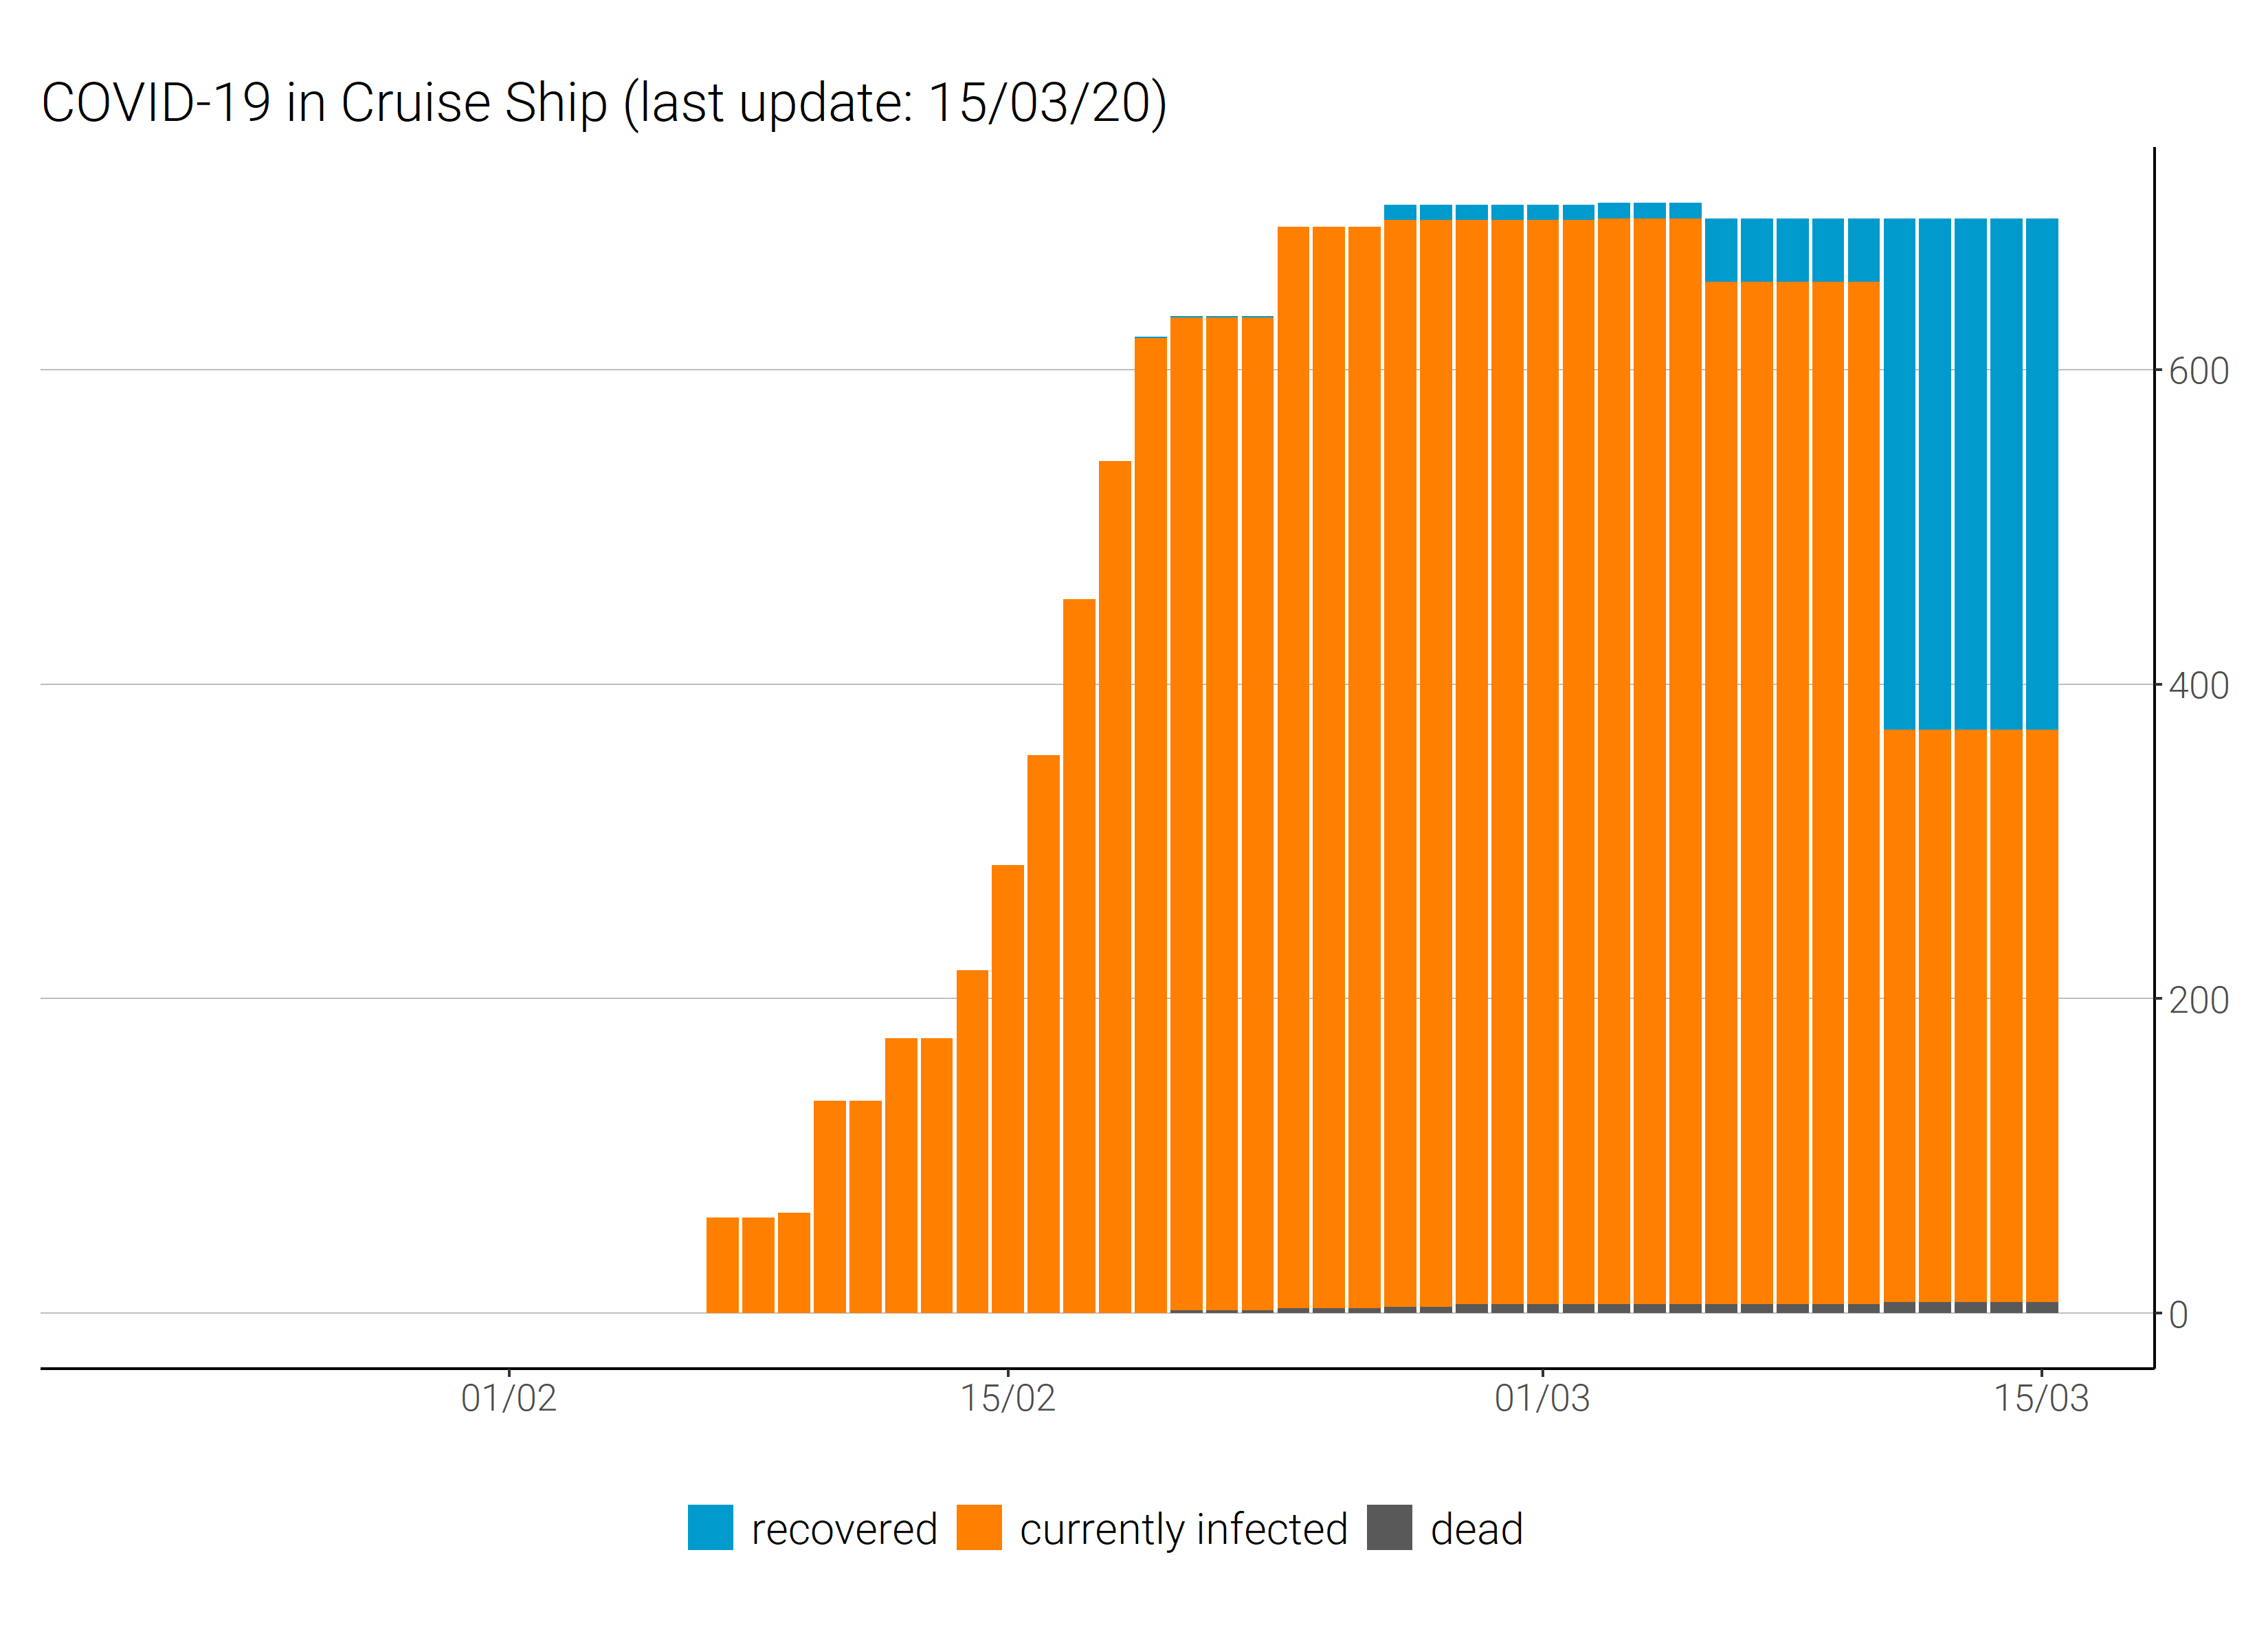 COVID-19 in Cruise Ship (last update: 15/03/20)
600
400
200
0
01/02 15/02 01/03 15/03
recovered currently infected dead